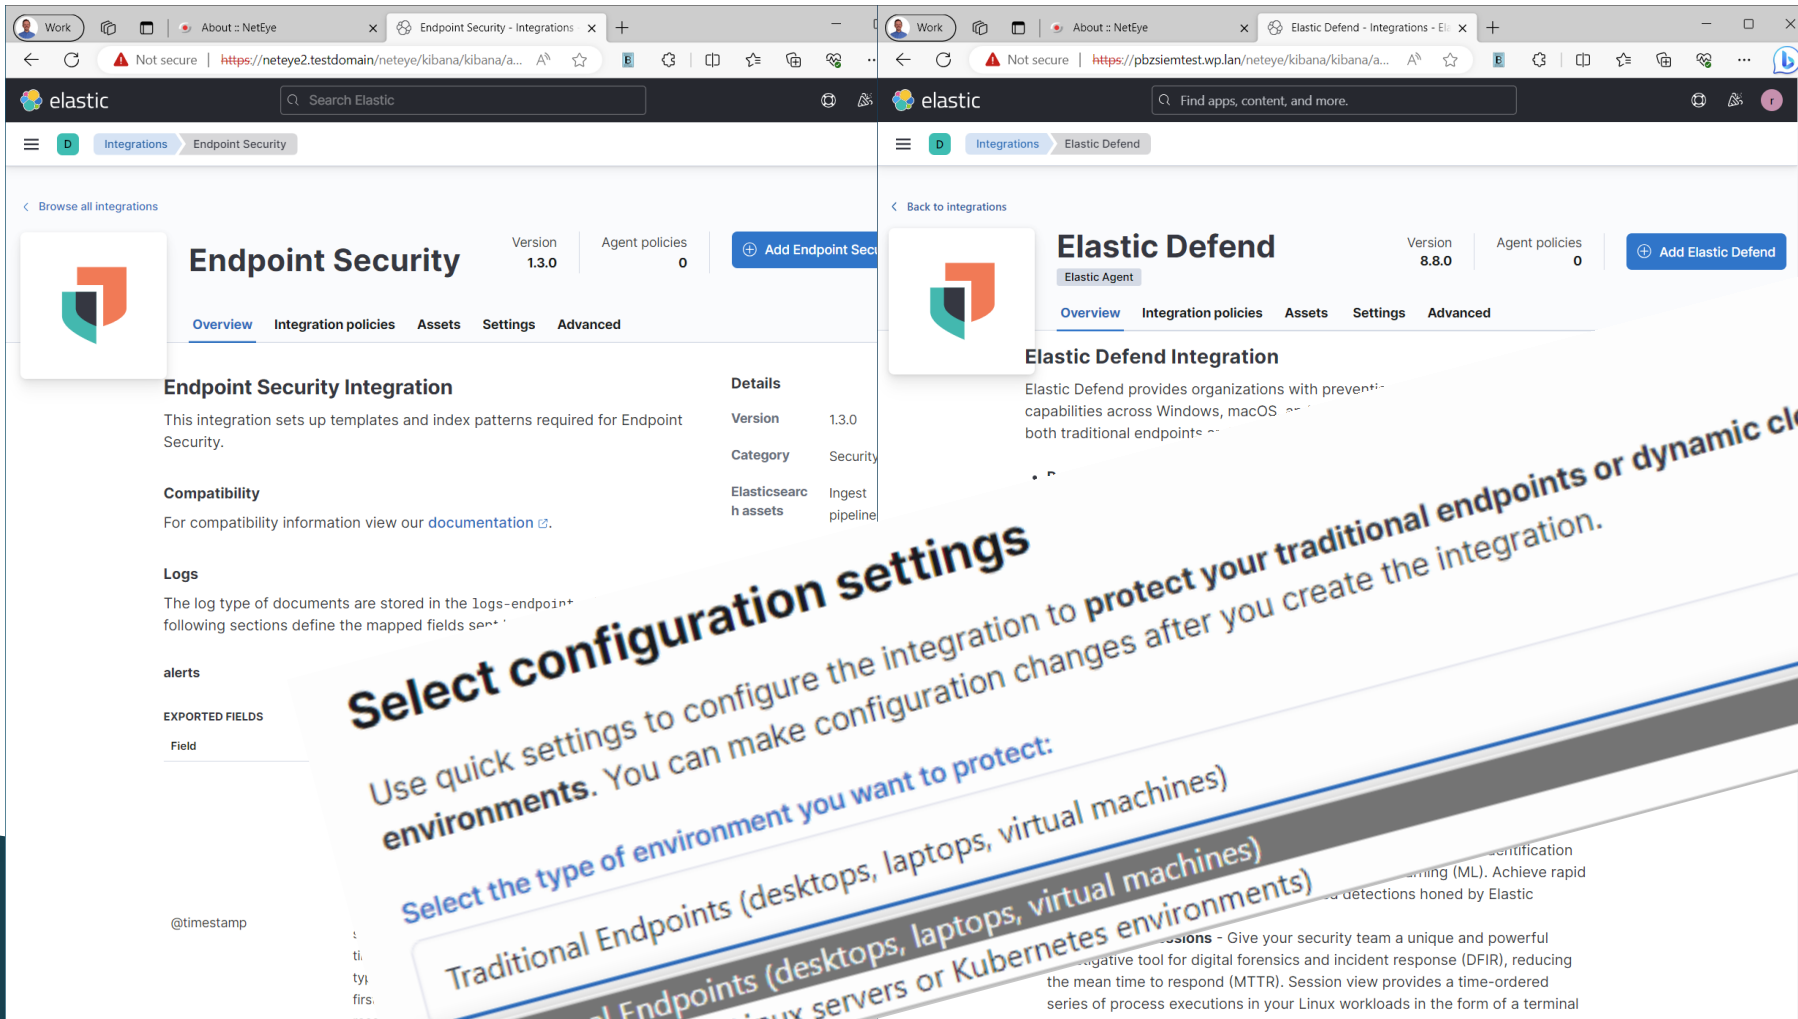 Work
About :: NetEye
Endpoint Security - Integrations -
Not secure
https://neteye2.testdomain/neteye/kibana/kibana/a...
elastic
Search Elastic
D
Integrations
Endpoint Security
Browse all integrations
Endpoint Security
Version
1.3.0
Agent policies
0
Add Endpoint Secu
Overview
Integration policies
Assets
Settings
Advanced
Endpoint Security Integration
This integration sets up templates and index patterns required for Endpoint
Security.
Compatibility
For compatibility information view our documentation.
Logs
The log type of documents are stored in the logs-endpoint
following sections define the mapped fields sent
alerts
EXPORTED FIELDS
Field
@timestamp
Details
Version 1.3.0
Category Security
Elasticsearc
h assets
Ingest
pipeline
Work
About :: NetEye
Elastic Defend - Integrations - Ela
Not secure
https://pbzsiemtest.wp.lan/neteye/kibana/kibana/a...
elastic
Find apps, content, and more.
r
D
Integrations
Elastic Defend
Back to integrations
Elastic Defend
Elastic Agent
Version
8.8.0
Agent policies
0
Add Elastic Defend
Overview
Integration policies
Assets
Settings
Advanced
Elastic Defend Integration
Elastic Defend provides organizations with
capabilities across Windows, macOS,
both traditional endpoints
Select configuration settings
Use quick settings to configure the integration to protect your traditional endpoints or dynamic clo
environments. You can make configuration changes after you create the integration.
Select the type of environment you want to protect:
Traditional Endpoints (desktops, laptops, virtual machines)
Endpoints (desktops, laptops, virtual machines)
servers or Kubernetes environments)
(ML). Achieve rapid
detections honed by Elastic
- Give your security team a unique and powerful
tool for digital forensics and incident response (DFIR), reducing
the mean time to respond (MTTR). Session view provides a time-ordered
series of process executions in your Linux workloads in the form of a terminal